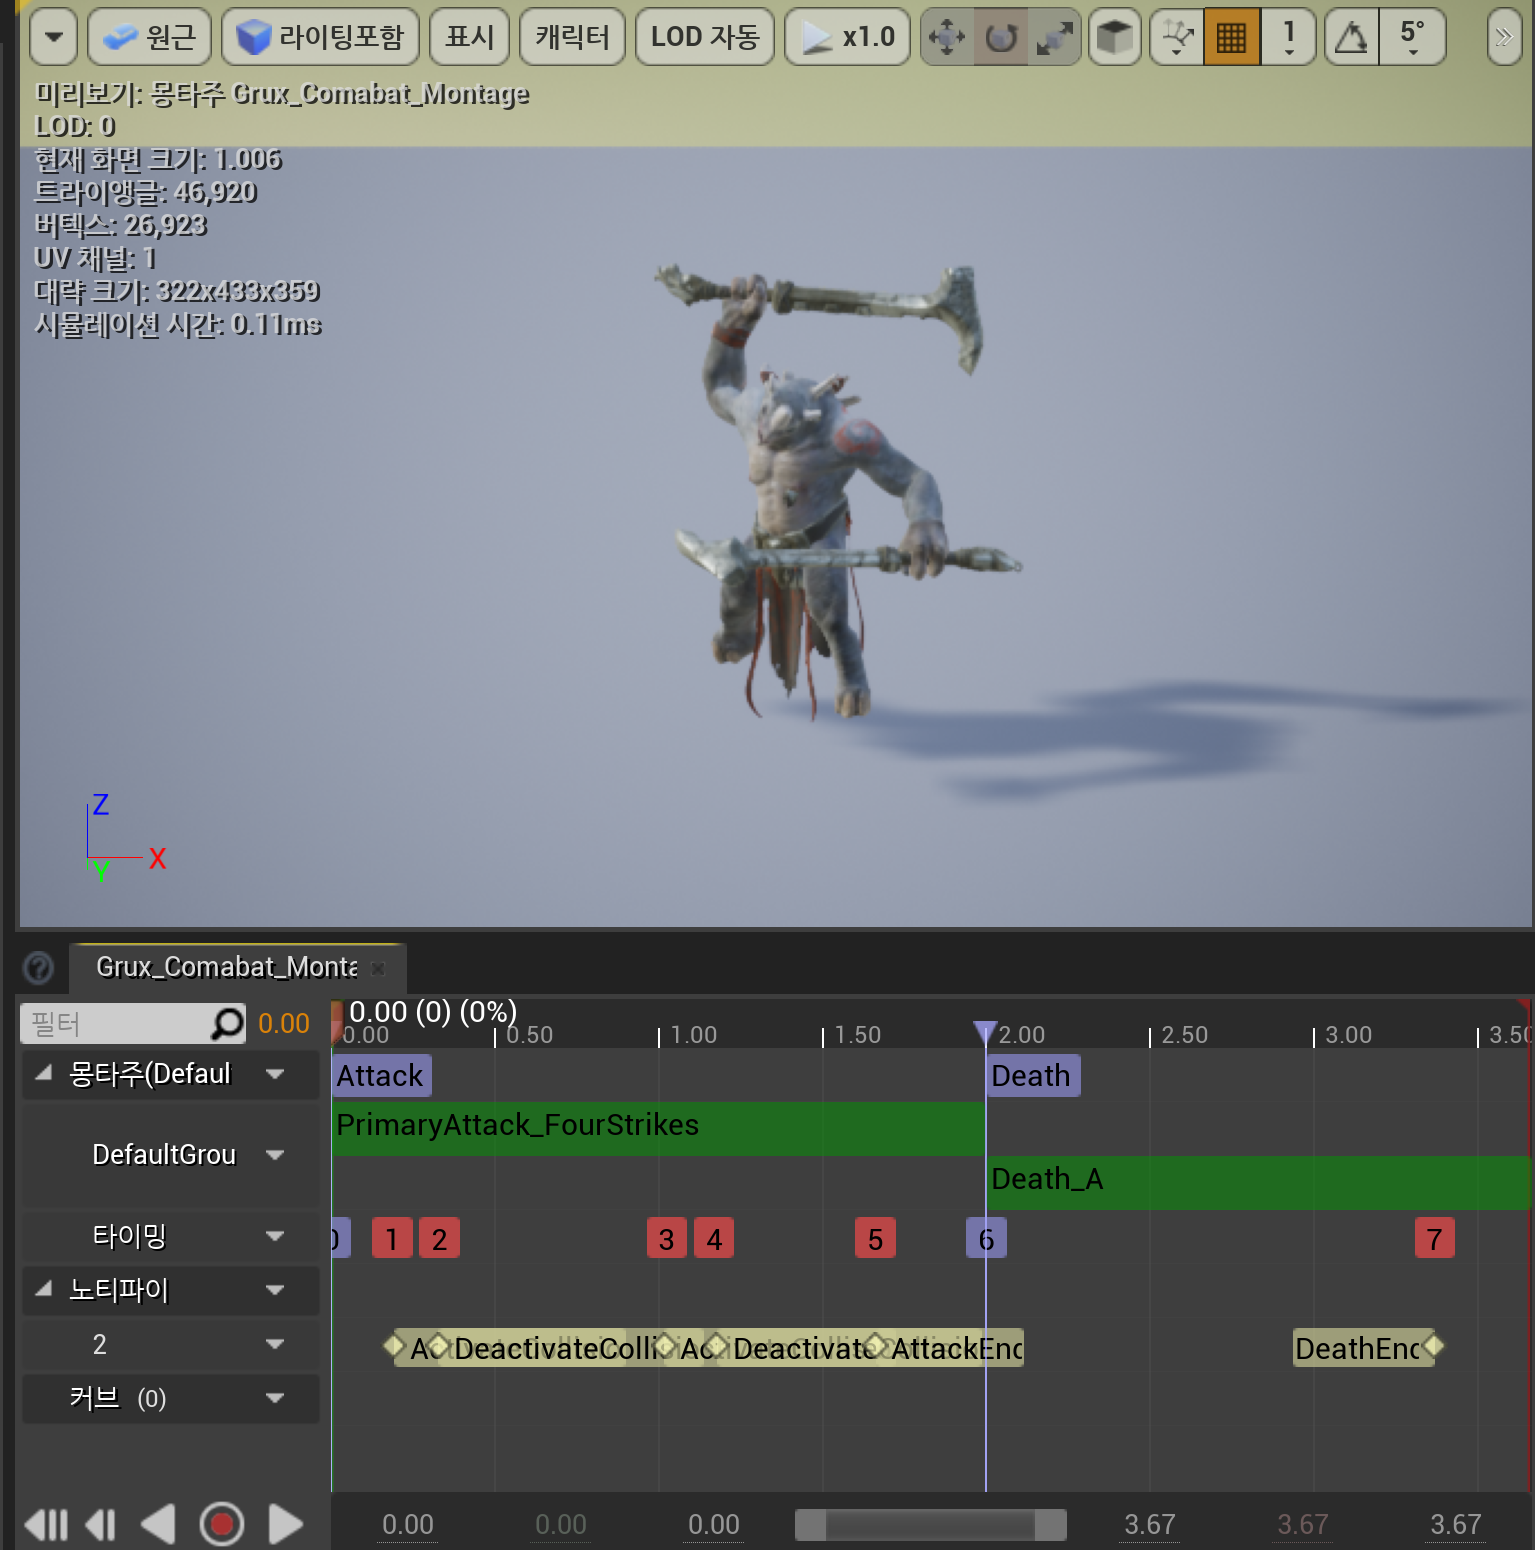 원근 라이팅포함 표시 캐릭터 LOD 자동 x1.0 1 5°
미리보기: 몽타주 Grux_Comabat_Montage
LOD: 0
현재 화면 크기: 1.006
트라이앵글: 46,920
버텍스: 26,923
UV 채널: 1
대략 크기: 322x433x359
시뮬레이션 시간: 0.11ms
Z
X
Y
Grux_Comabat_Monta
필터 0.00 0.00 (0) (0%)
0.00 0.50 1.00 1.50 2.00 2.50 3.00 3.50
몽타주(Defaul Attack Death
PrimaryAttack_FourStrikes
DefaultGrou
Death_A
타이밍 0 1 2 3 4 5 6 7
노티파이
2 DeactivateColli Deactivate AttackEnd DeathEnd
커브 (0)
0.00 0.00 0.00 3.67 3.67 3.67